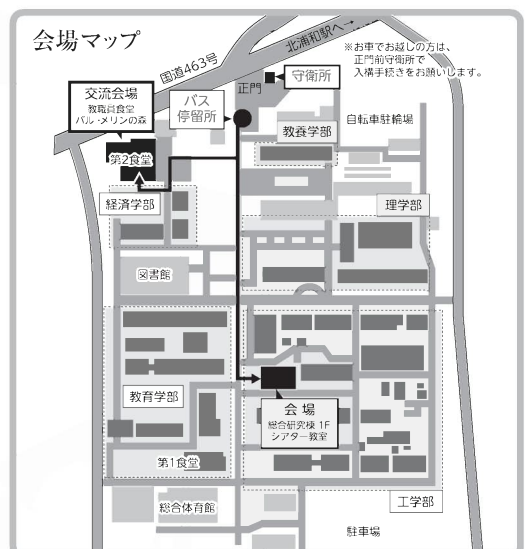 会場マップ
北浦和駅へ→
国道463号
※お車でお越しの方は、
正門前守衛所で
入構手続きをお願いします。
守衛所
正門
交流会場
教職員食堂
バル・メリンの森
バス
停留所
自転車駐輪場
教養学部
第2食堂
経済学部
理学部
図書館
教育学部
会場
総合研究棟 1F
シアター教室
第1食堂
工学部
総合体育館
駐車場